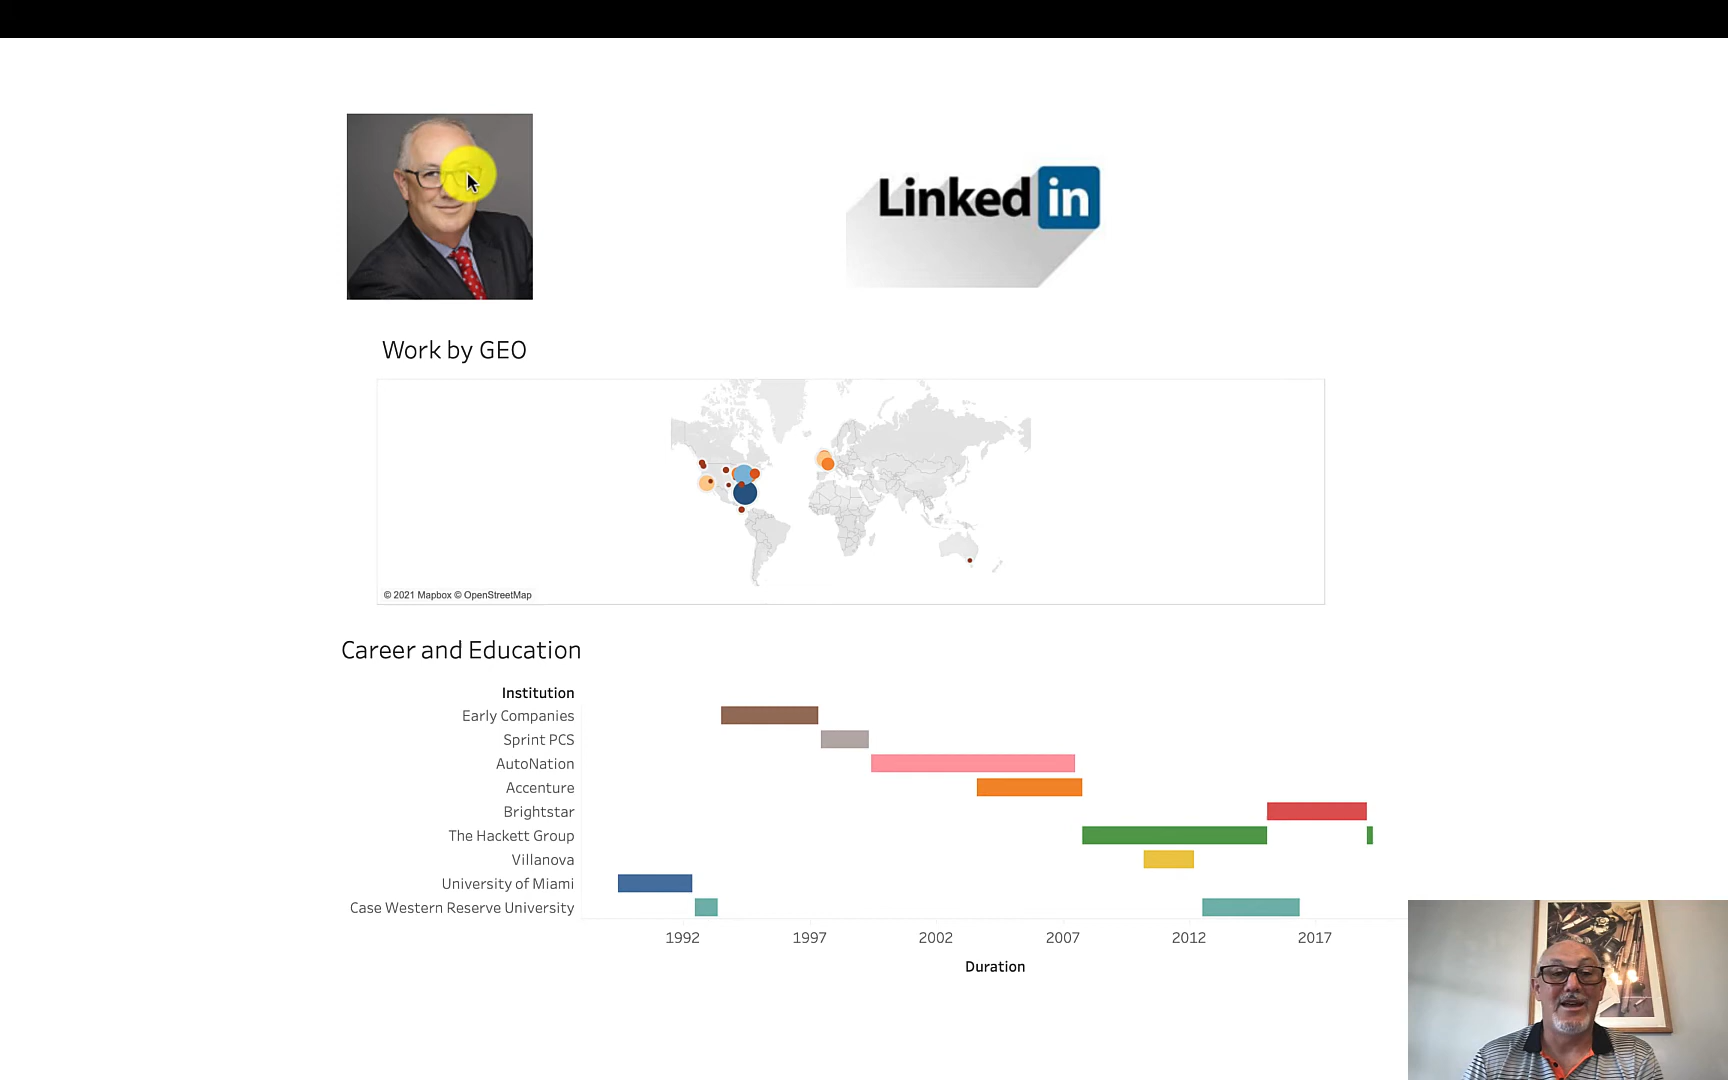 Linked in
Work by GEO
© 2021 Mapbox © OpenStreetMap
Career and Education
Institution
Early Companies
Sprint PCS
AutoNation
Accenture
Brightstar
The Hackett Group
Villanova
University of Miami
Case Western Reserve University
1992 1997 2002 2007 2012 2017
Duration